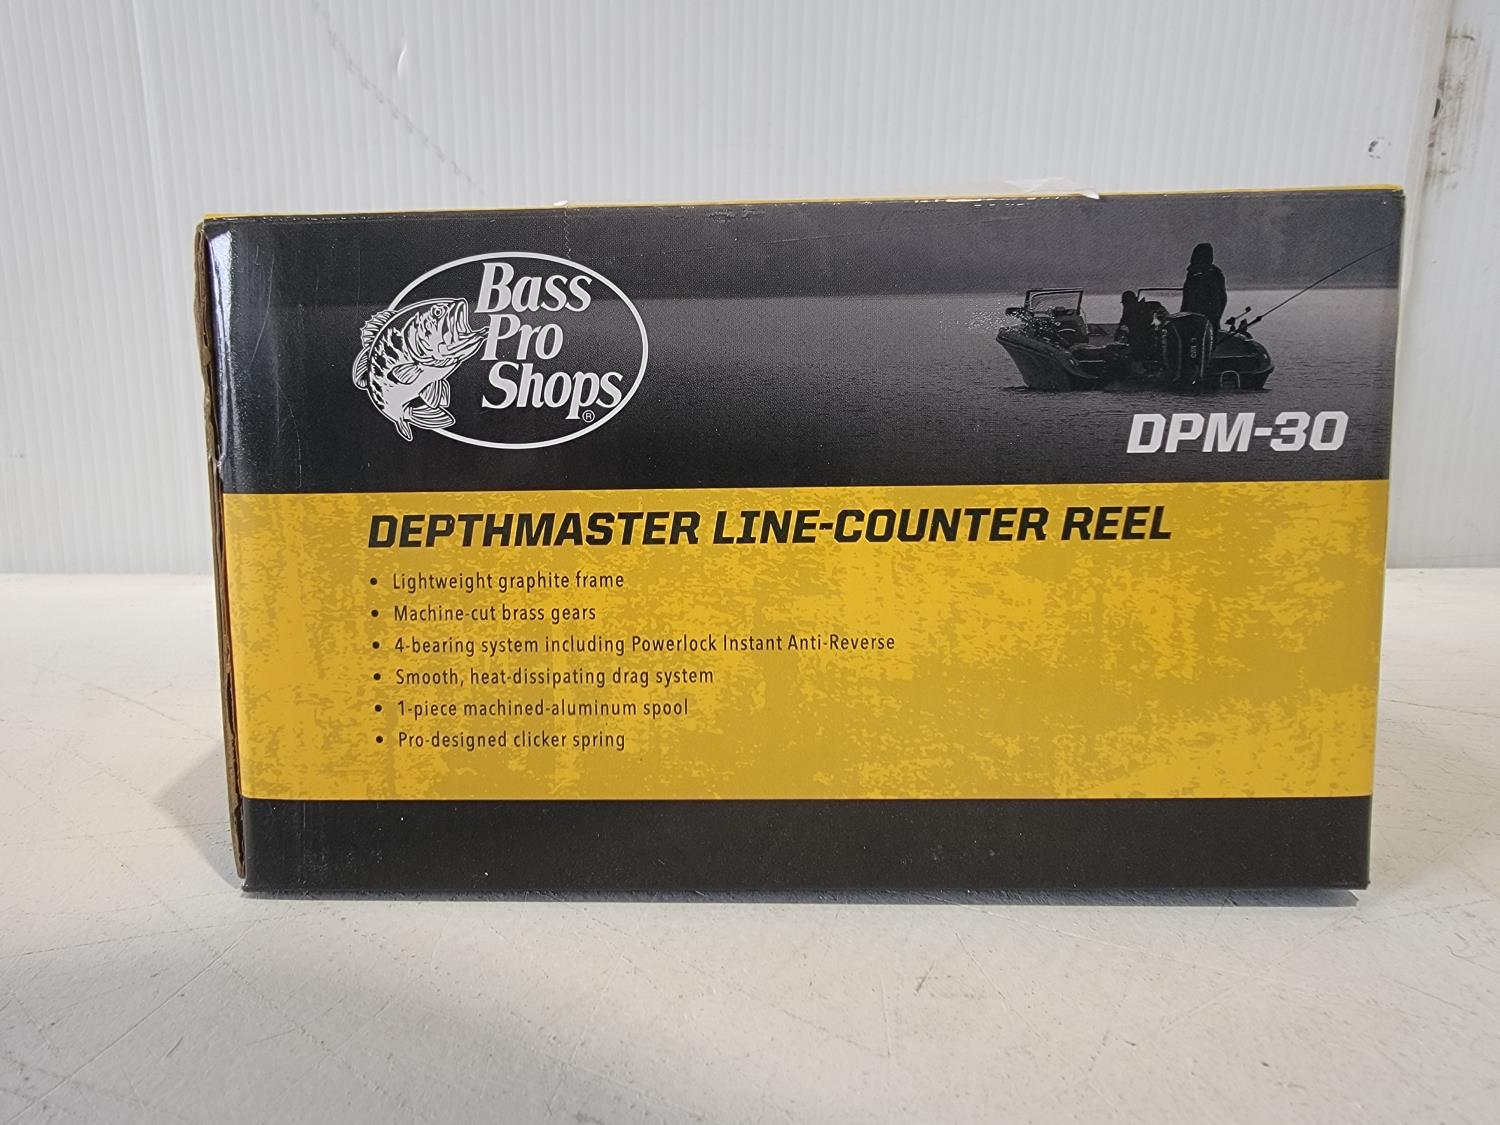 Bass
Pro
Shops®
DPM-30
DEPTHMASTER LINE-COUNTER REEL
• Lightweight graphite frame
• Machine-cut brass gears
• 4-bearing system including Powerlock Instant Anti-Reverse
• Smooth, heat-dissipating drag system
• 1-piece machined-aluminum spool
• Pro-designed clicker spring